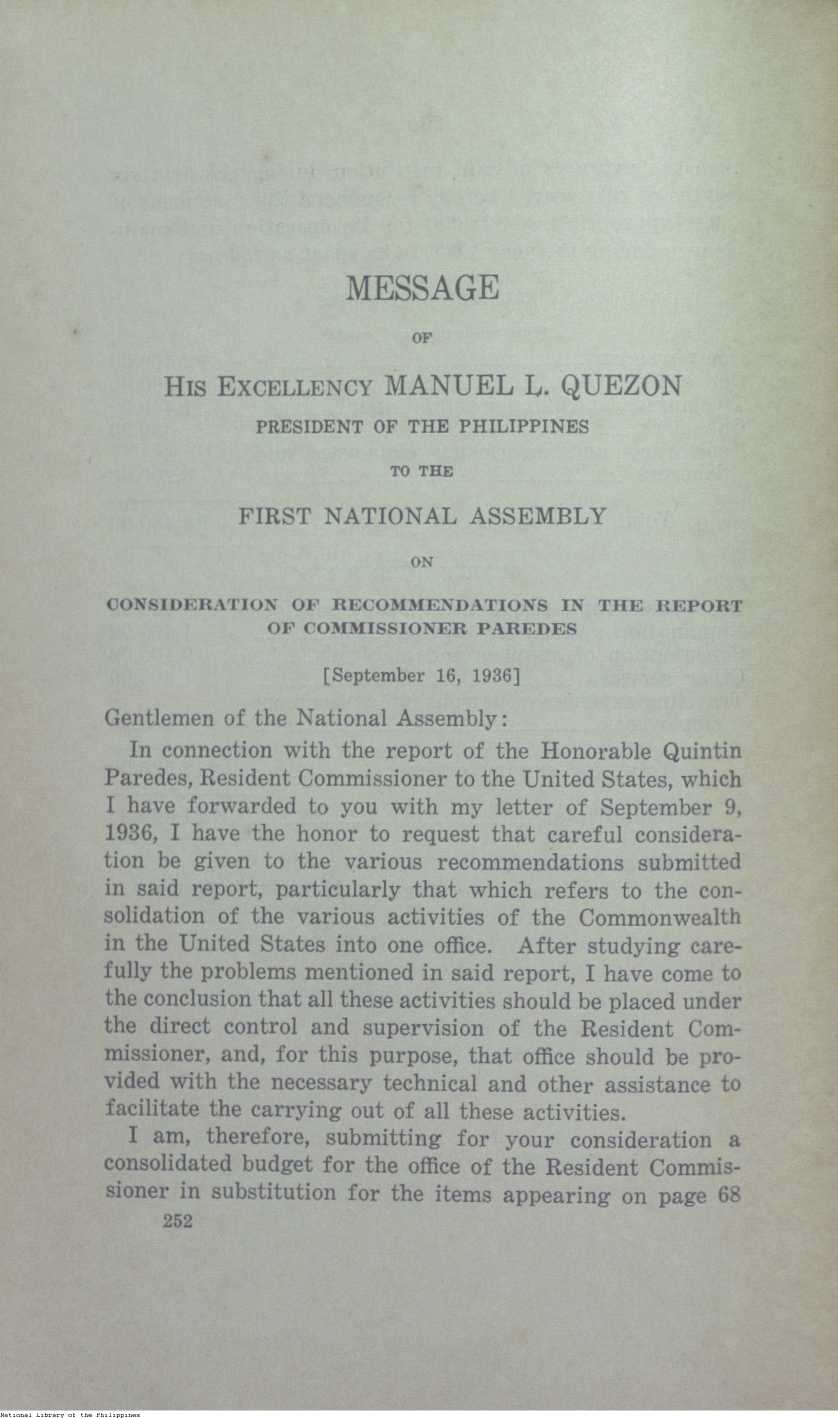 MESSAGE
OF
HIS EXCELLENCY MANUEL L. QUEZON
PRESIDENT OF THE PHILIPPINES
TO THE
FIRST NATIONAL ASSEMBLY
ON
CONSIDERATION OF RECOMMENDATIONS IN THE REPORT
OF COMMISSIONER PAREDES
[September 16, 1936]
Gentlemen of the National Assembly:
In connection with the report of the Honorable Quintin
Paredes, Resident Commissioner to the United States, which
I have forwarded to you with my letter of September 9,
1936, I have the honor to request that careful considera-
tion be given to the various recommendations submitted
in said report, particularly that which refers to the con-
solidation of the various activities of the Commonwealth
in the United States into one office. After studying care-
fully the problems mentioned in said report, I have come to
the conclusion that all these activities should be placed under
the direct control and supervision of the Resident Com-
missioner, and, for this purpose, that office should be pro-
vided with the necessary technical and other assistance to
facilitate the carrying out of all these activities.
I am, therefore, submitting for your consideration a
consolidated budget for the office of the Resident Commis-
sioner in substitution for the items appearing on page 68
252
National Library of the Philippines